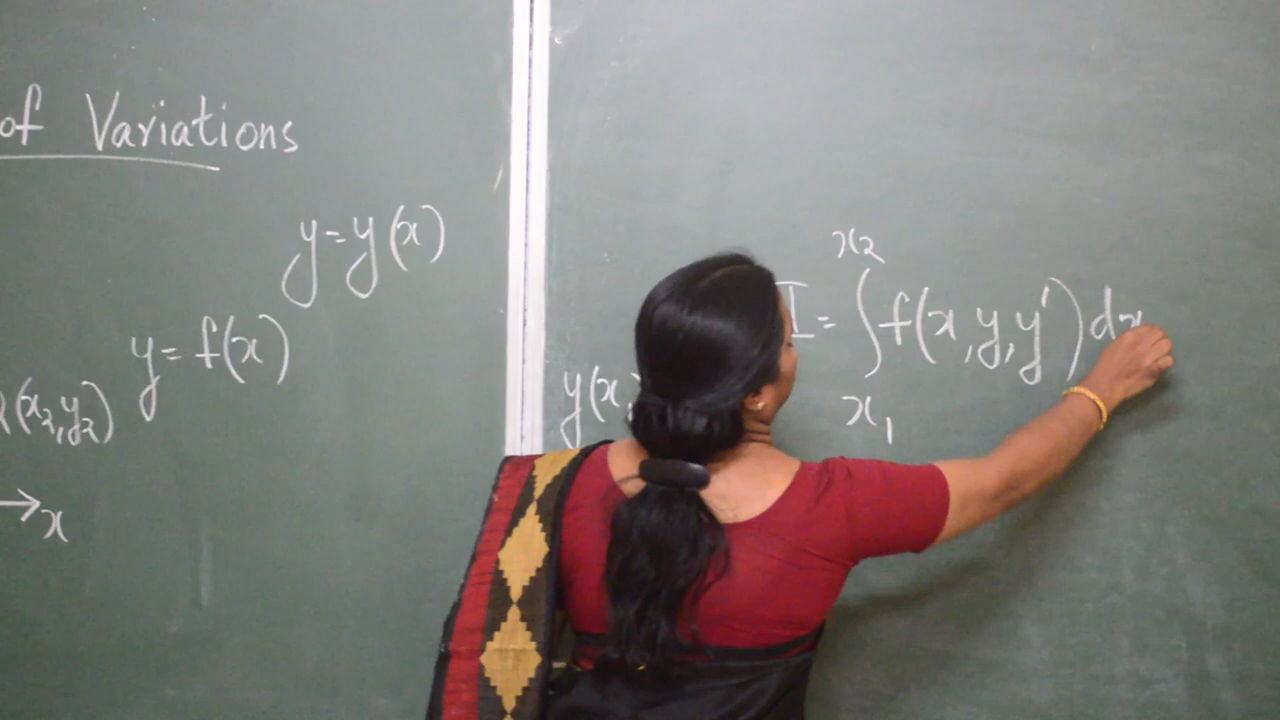 of Variations
y = y(x)
y = f(x)
(x₂, y₂)
→ x
y(x
I = ∫ f(x, y, y′) dx
x₂
x₁